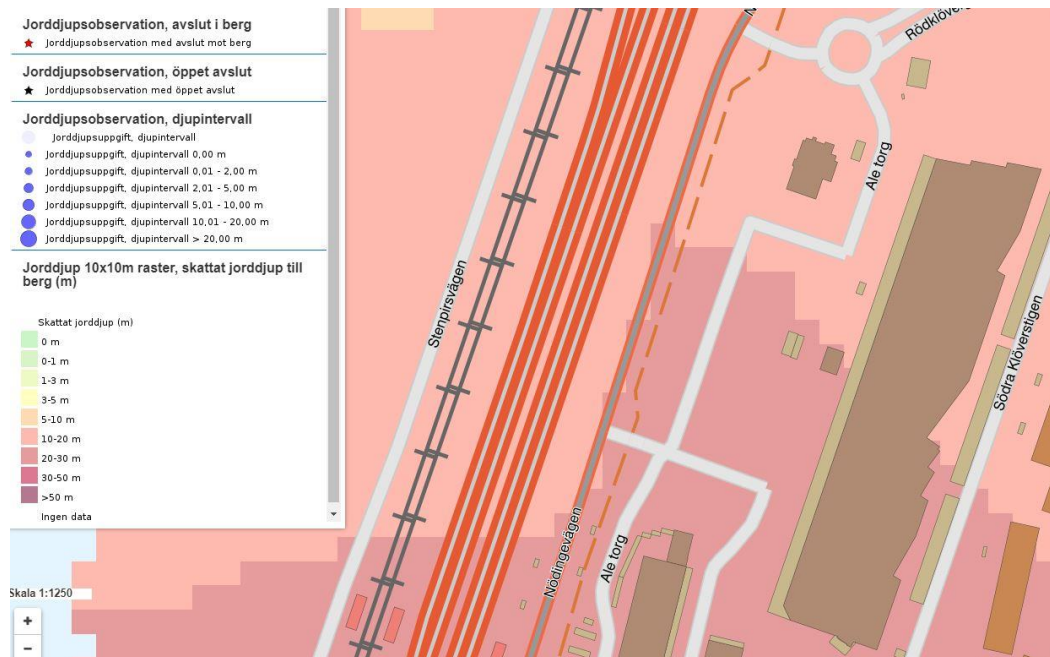 Jorddjupsobservation, avslut i berg
Jorddjupsobservation med avslut mot berg
Jorddjupsobservation, öppet avslut
Jorddjupsobservation med öppet avslut
Jorddjupsobservation, djupintervall
Jorddjupsuppgift, djupintervall
Jorddjupsuppgift, djupintervall 0,00 m
Jorddjupsuppgift, djupintervall 0,01 - 2,00 m
Jorddjupsuppgift, djupintervall 2,01 - 5,00 m
Jorddjupsuppgift, djupintervall 5,01 - 10,00 m
Jorddjupsuppgift, djupintervall 10,01 - 20,00 m
Jorddjupsuppgift, djupintervall > 20,00 m
Jorddjup 10x10m raster, skattat jorddjup till
berg (m)
Skattat jorddjup (m)
0 m
0-1 m
1-3 m
3-5 m
5-10 m
10-20 m
20-30 m
30-50 m
>50 m
Ingen data
Skala 1:1250
+
−
Stenpirsvägen
Nödingevägen
Ale torg
Ale torg
Södra Klöverstigen